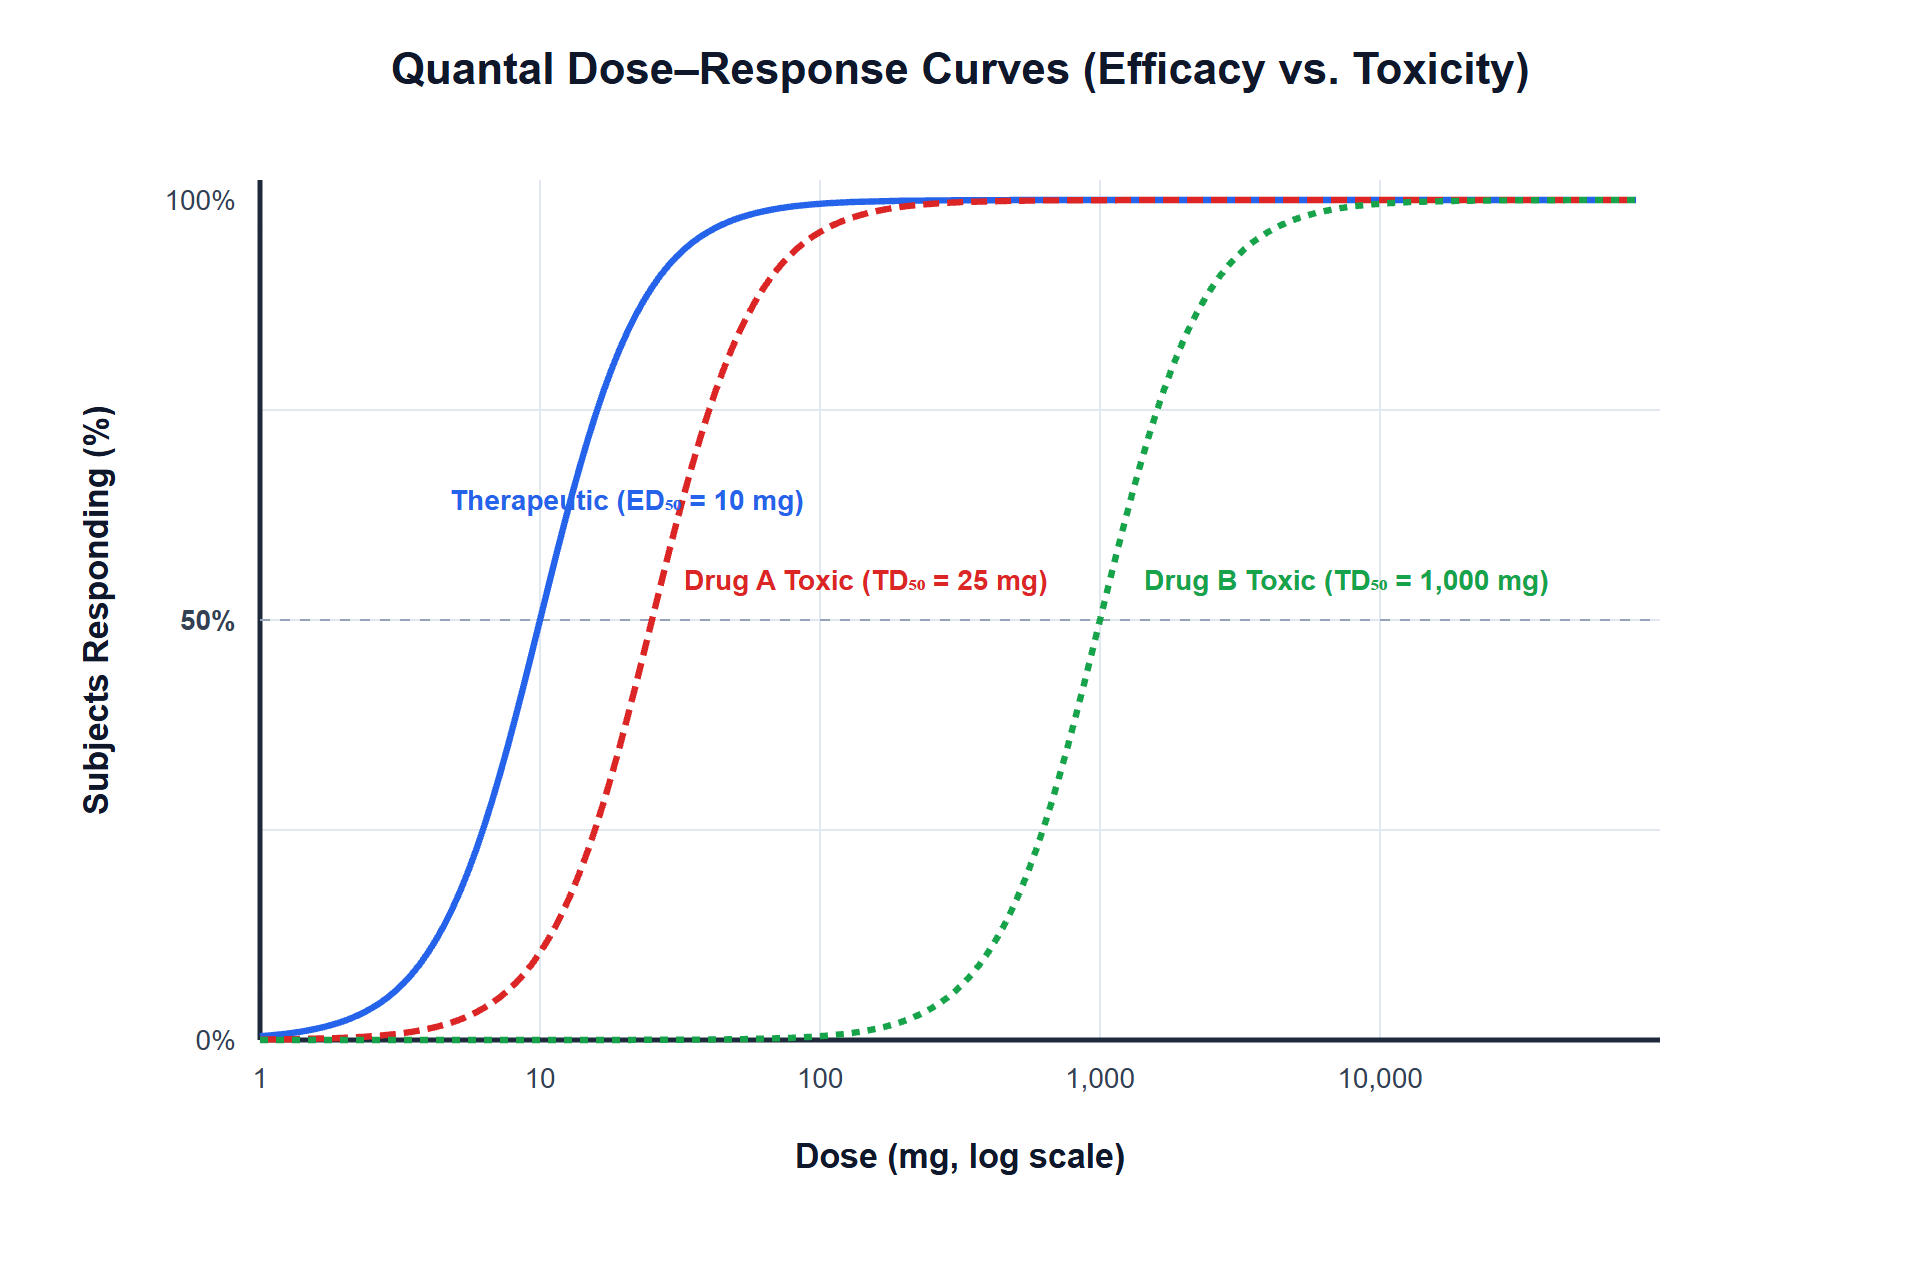 Quantal Dose–Response Curves (Efficacy vs. Toxicity)
100%
Therapeutic (ED₅₀ = 10 mg)
Drug A Toxic (TD₅₀ = 25 mg)
Drug B Toxic (TD₅₀ = 1,000 mg)
50%
Subjects Responding (%)
0%
1
10
100
1,000
10,000
Dose (mg, log scale)